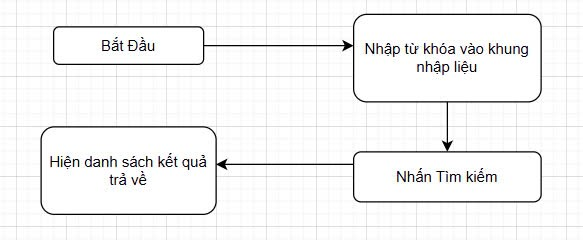 Bắt Đầu
Nhập từ khóa vào khung
nhập liệu
Nhấn Tìm kiếm
Hiện danh sách kết quả
trả về